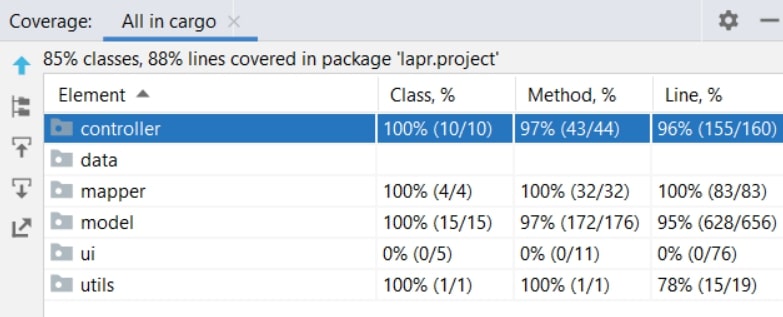 Coverage: All in cargo
85% classes, 88% lines covered in package 'lapr.project'
Element Class, % Method, % Line, %
controller 100% (10/10) 97% (43/44) 96% (155/160)
data
mapper 100% (4/4) 100% (32/32) 100% (83/83)
model 100% (15/15) 97% (172/176) 95% (628/656)
ui 0% (0/5) 0% (0/11) 0% (0/76)
utils 100% (1/1) 100% (1/1) 78% (15/19)